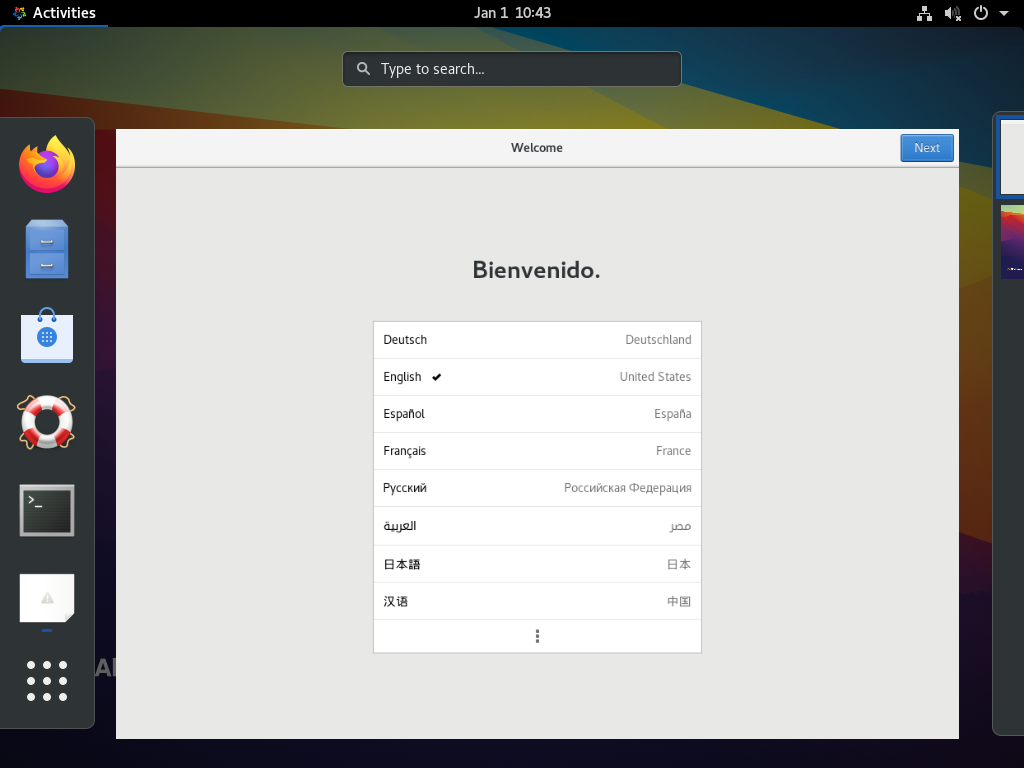 Activities
Jan 1 10:43
Type to search...
Welcome
Next
Bienvenido.
Deutsch Deutschland
English United States
Español España
Français France
Русский Российская Федерация
العربية مصر
日本語 日本
汉语 中国
>_
Al